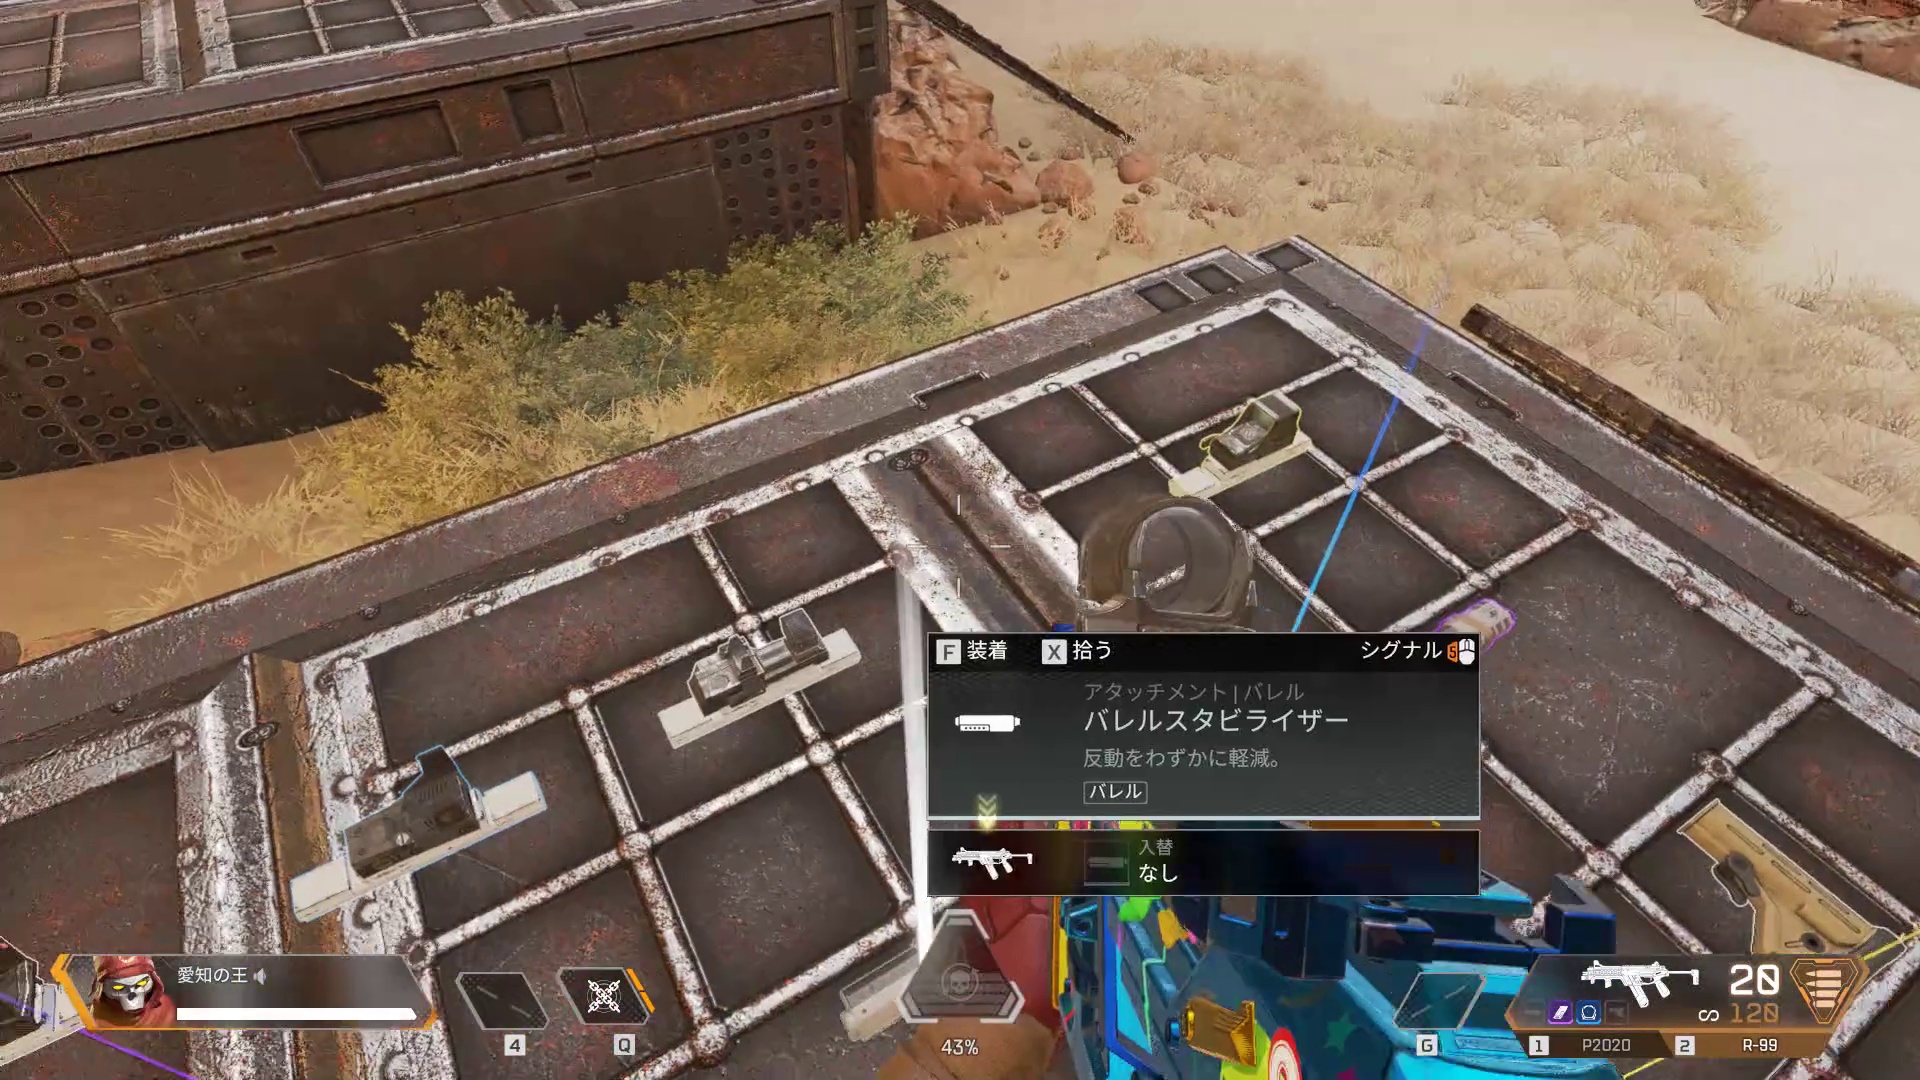 F 装着 X 拾う シグナル 5
アタッチメント | バレル
バレルスタビライザー
反動をわずかに軽減。
バレル
入替
なし
愛知の王
4 Q
43%
G
20
∞ 120
1 P2020 2 R-99